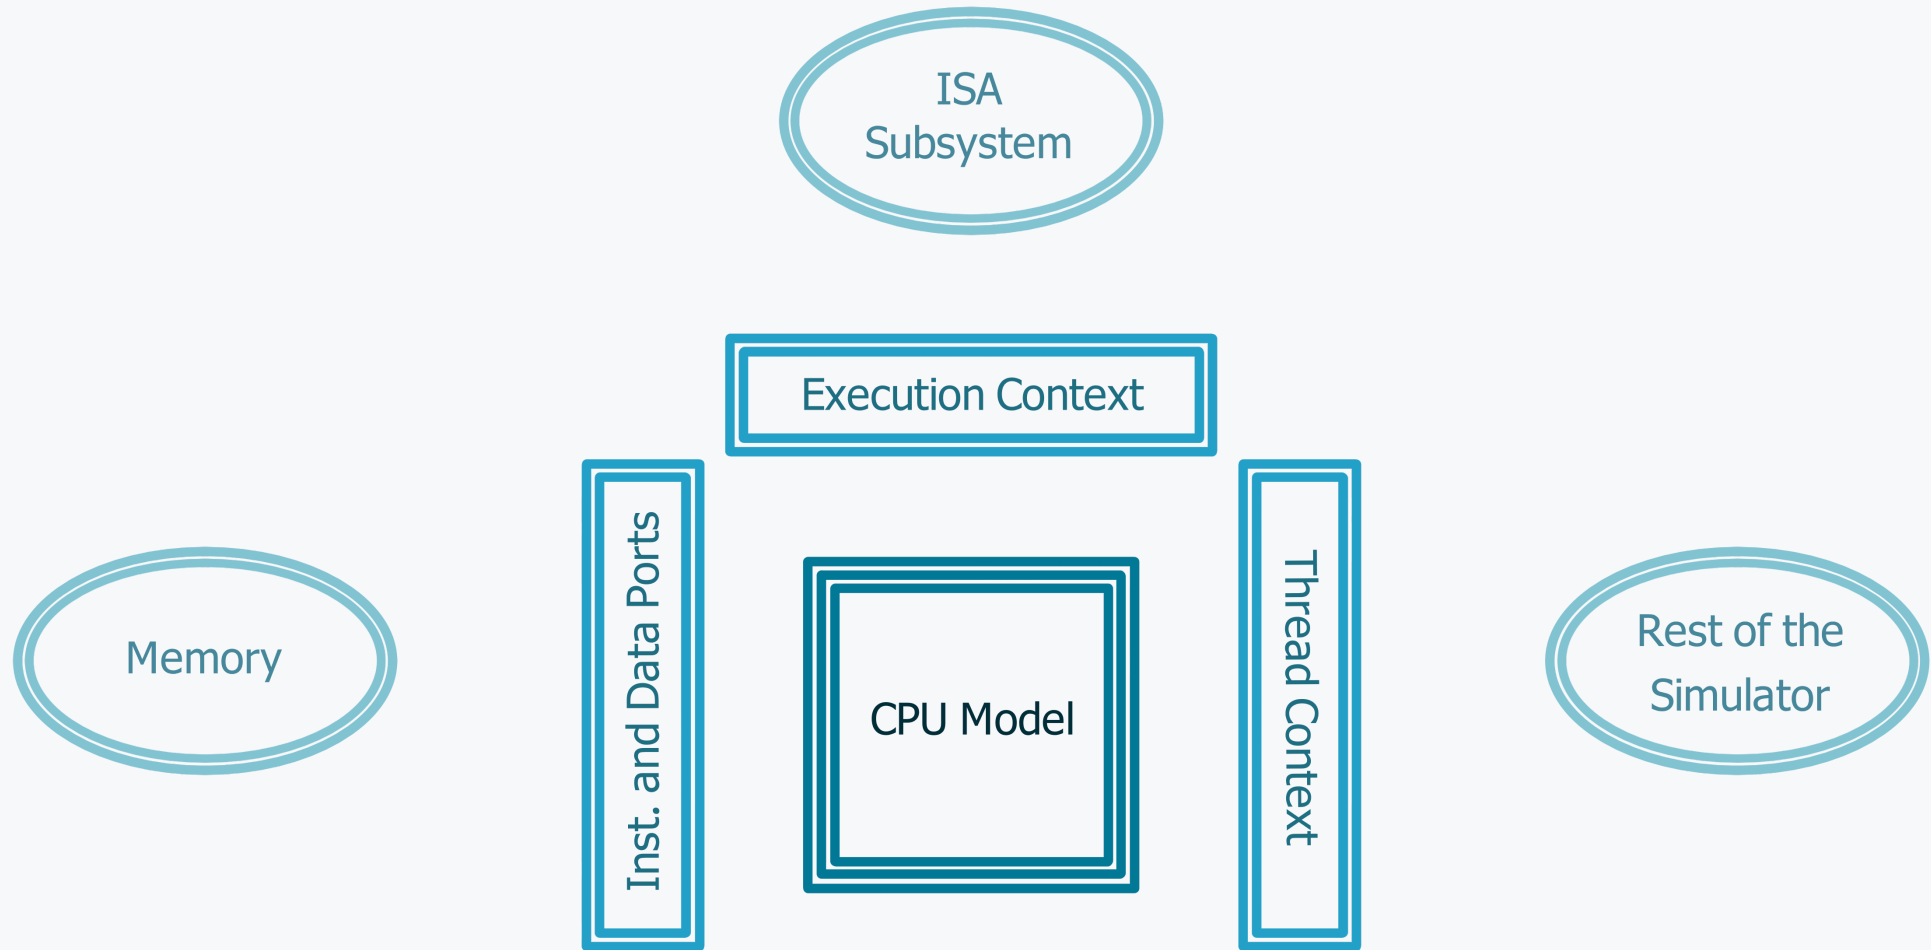 ISA
Subsystem
Execution Context
Inst. and Data Ports
Thread Context
Memory
CPU Model
Rest of the
Simulator